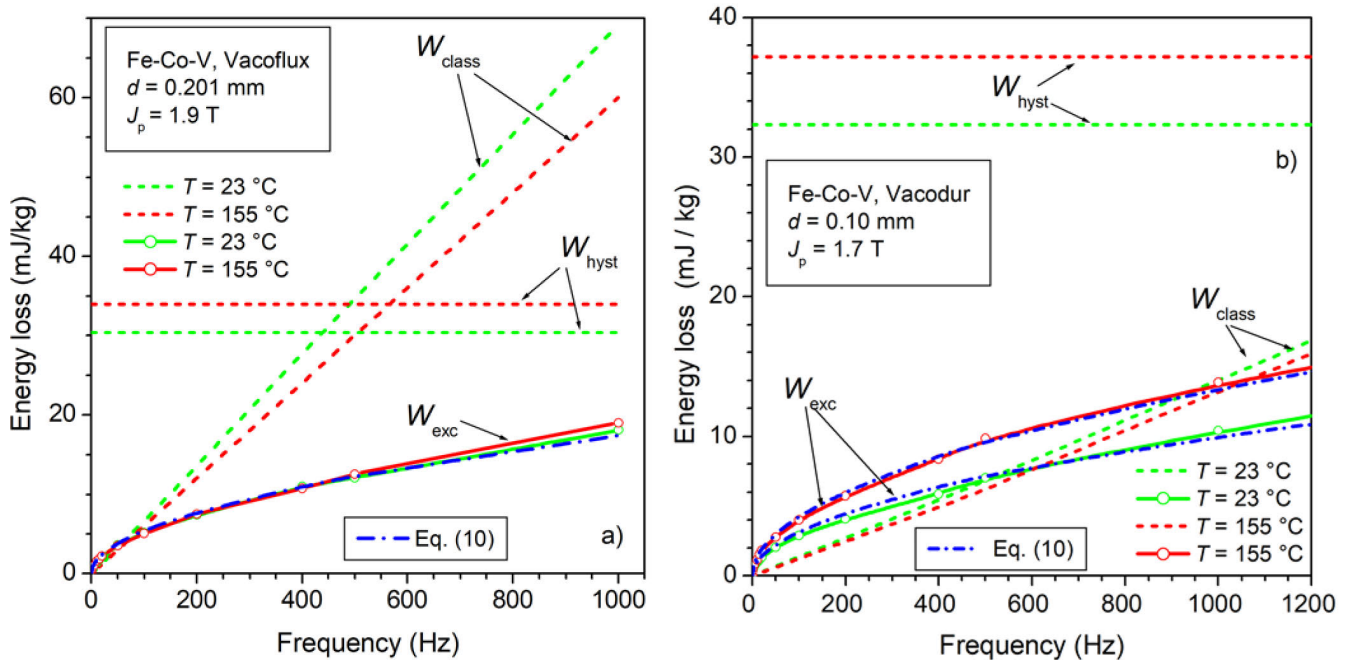 Fe-Co-V, Vacoflux
d = 0.201 mm
Jp = 1.9 T
Wclass
T = 23 °C
T = 155 °C
T = 23 °C
T = 155 °C
Whyst
Wexc
Eq. (10)
a)
Energy loss (mJ/kg)
0
20
40
60
0 200 400 600 800 1000
Frequency (Hz)
Whyst
b)
Fe-Co-V, Vacodur
d = 0.10 mm
Jp = 1.7 T
Wclass
Wexc
T = 23 °C
T = 23 °C
T = 155 °C
T = 155 °C
Eq. (10)
Energy loss (mJ / kg)
0
10
20
30
40
0 200 400 600 800 1000 1200
Frequency (Hz)